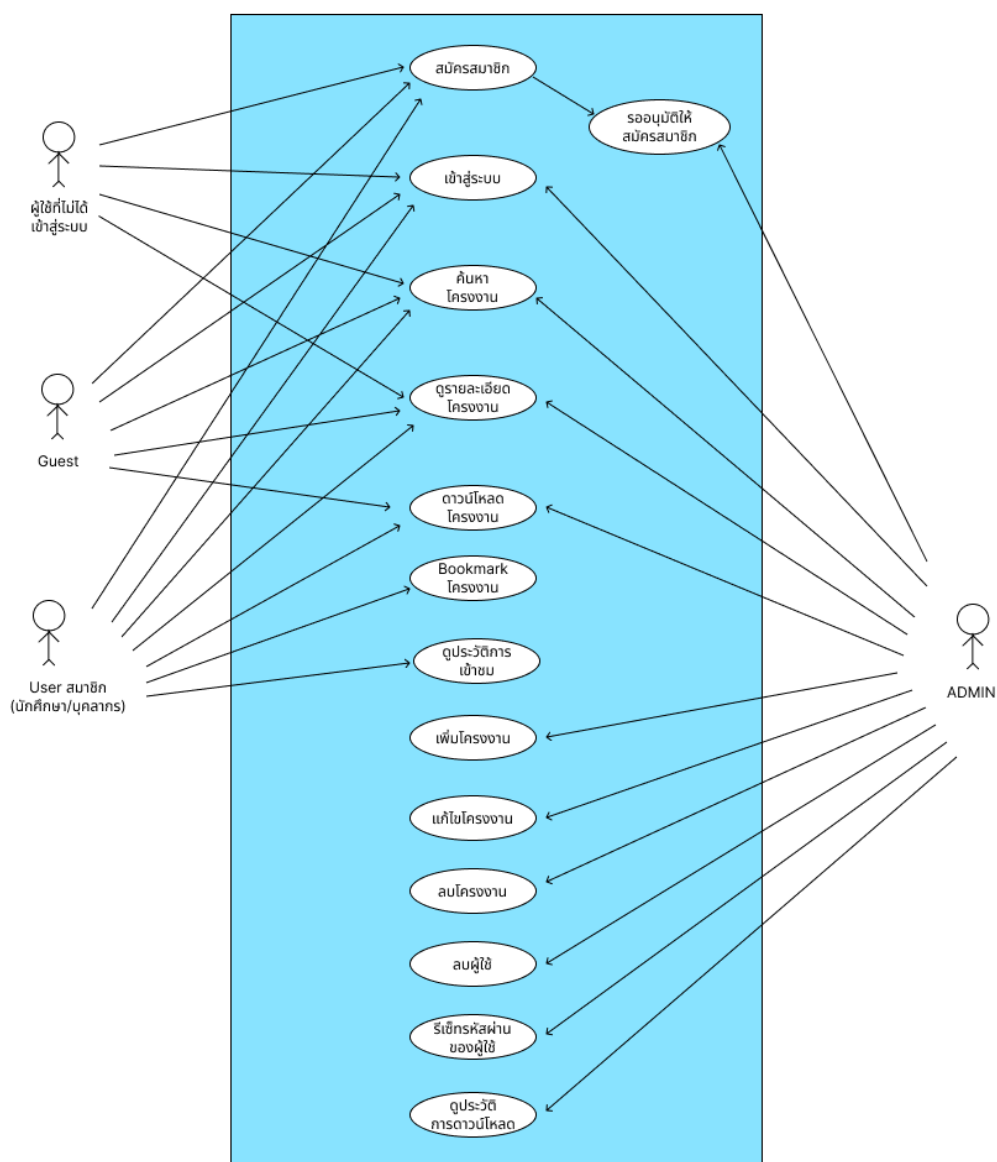 สมัครสมาชิก
รออนุมัติให้
สมัครสมาชิก
ผู้ใช้ที่ไม่ได้
เข้าสู่ระบบ
เข้าสู่ระบบ
ค้นหา
โครงงาน
ดูรายละเอียด
โครงงาน
Guest
ดาวน์โหลด
โครงงาน
Bookmark
โครงงาน
ดูประวัติการ
เข้าชม
User สมาชิก
(นักศึกษา/บุคลากร)
ADMIN
เพิ่มโครงงาน
แก้ไขโครงงาน
ลบโครงงาน
ลบผู้ใช้
รีเซ็ทรหัสผ่าน
ของผู้ใช้
ดูประวัติ
การดาวน์โหลด